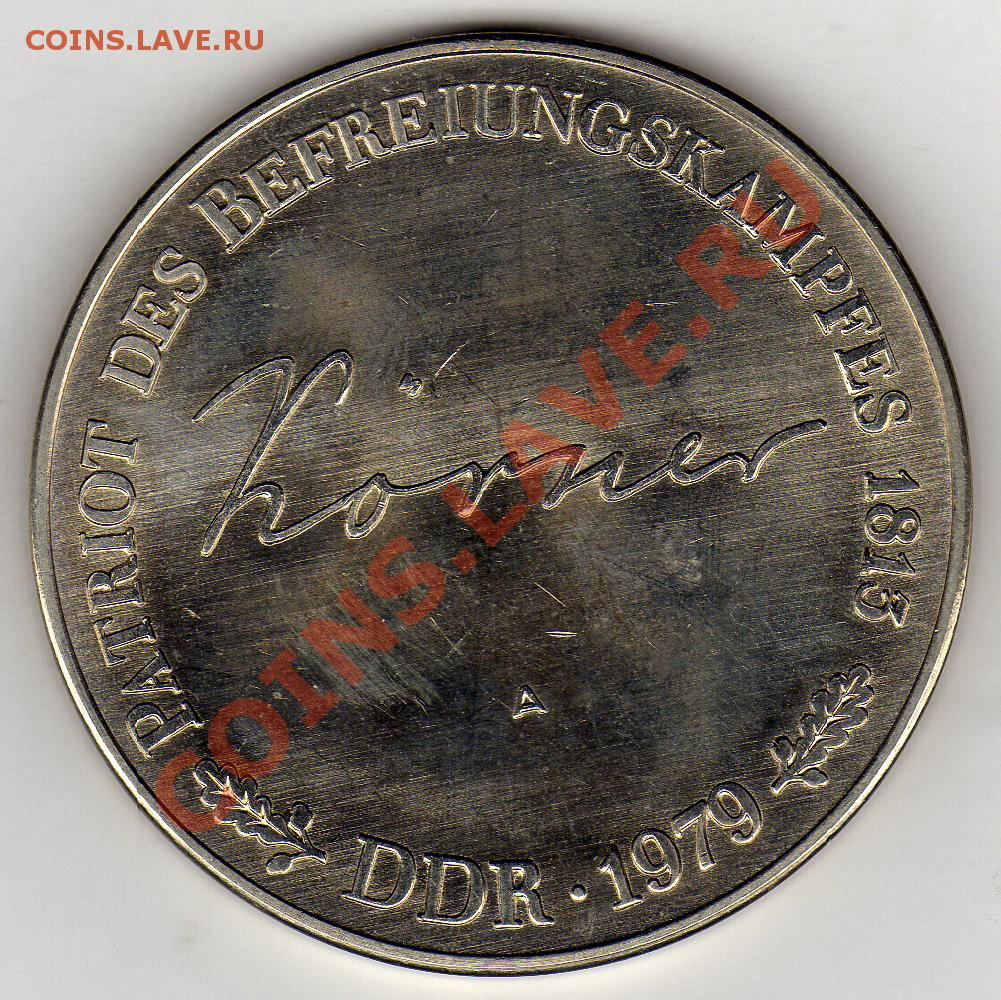 COINS.LAVE.RU
PATRIOT DES BEFREIUNGSKAMPFES 1813
Körner
A
DDR · 1979
COINS.LAVE.RU